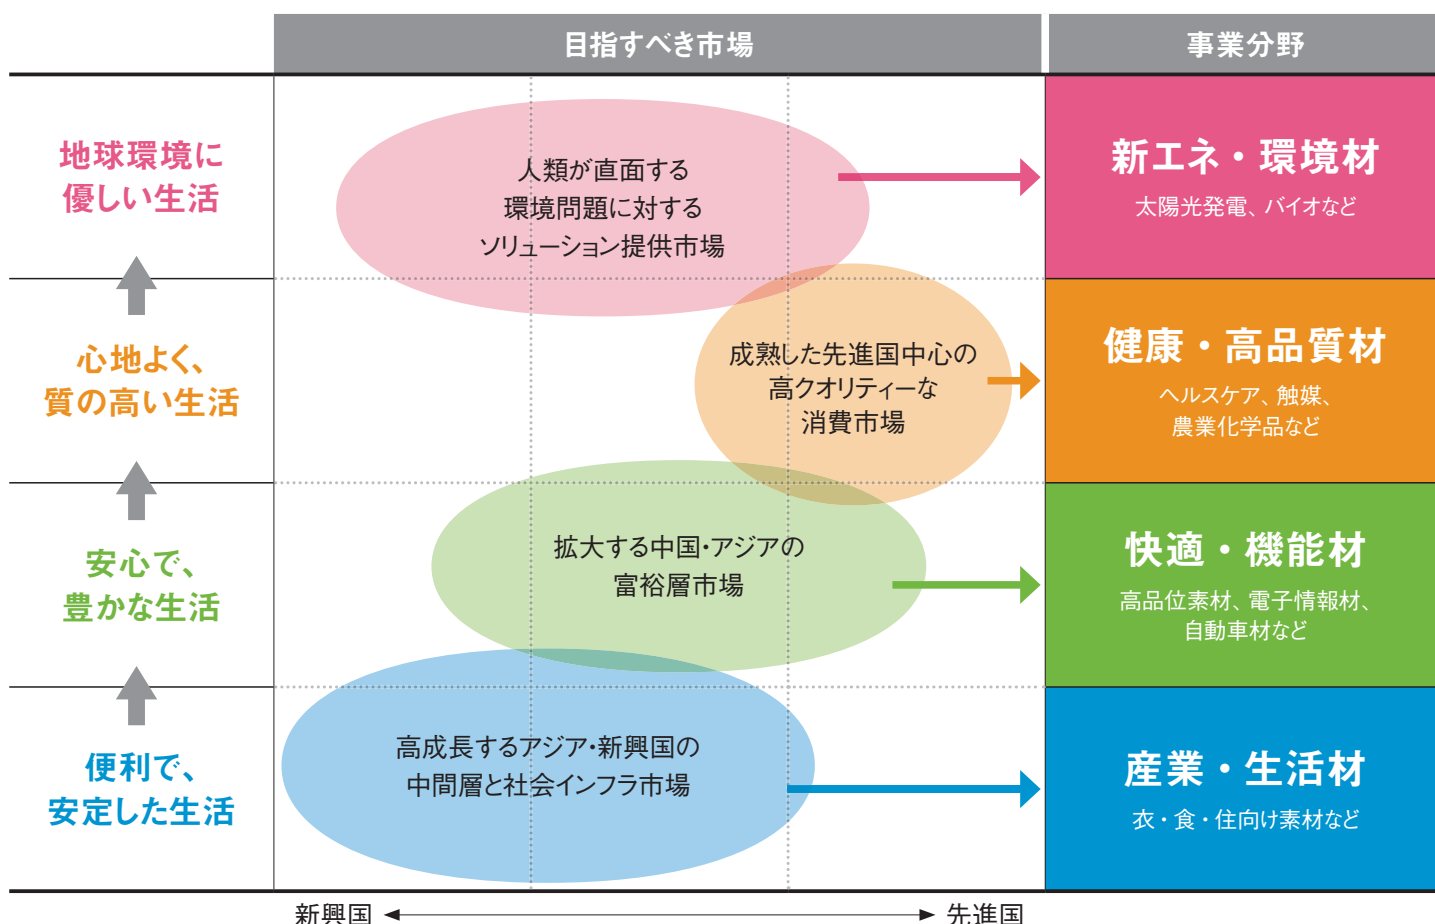 目指すべき市場
事業分野
地球環境に
優しい生活
人類が直面する
環境問題に対する
ソリューション提供市場
新エネ・環境材
太陽光発電、バイオなど
心地よく、
質の高い生活
成熟した先進国中心の
高クオリティーな
消費市場
健康・高品質材
ヘルスケア、触媒、
農業化学品など
安心で、
豊かな生活
拡大する中国・アジアの
富裕層市場
快適・機能材
高品位素材、電子情報材、
自動車材など
便利で、
安定した生活
高成長するアジア・新興国の
中間層と社会インフラ市場
産業・生活材
衣・食・住向け素材など
新興国
先進国